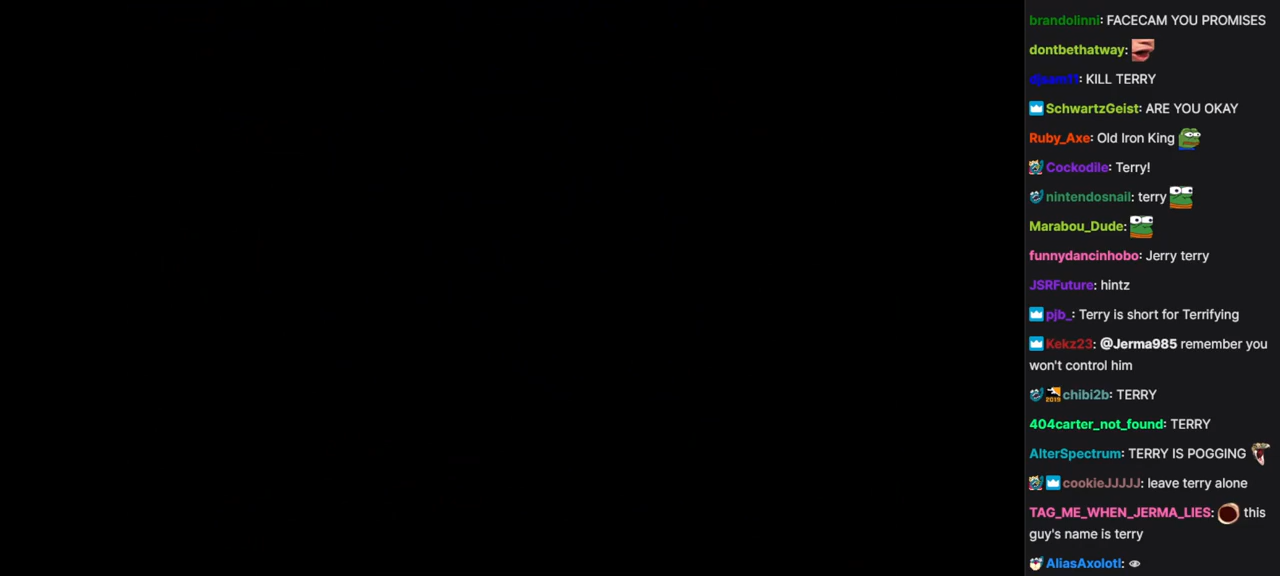 brandolinni: FACECAM YOU PROMISES
dontbethatway:
djsam11: KILL TERRY
SchwartzGeist: ARE YOU OKAY
Ruby_Axe: Old Iron King
Cockodile: Terry!
nintendosnail: terry
Marabou_Dude:
funnydancinhobo: Jerry terry
JSRFuture: hintz
pjb_: Terry is short for Terrifying
Kekz23: @Jerma985 remember you
won't control him
2019 chibi2b: TERRY
404carter_not_found: TERRY
AlterSpectrum: TERRY IS POGGING
cookieJJJJJ: leave terry alone
TAG_ME_WHEN_JERMA_LIES: this
guy's name is terry
AliasAxolotl: